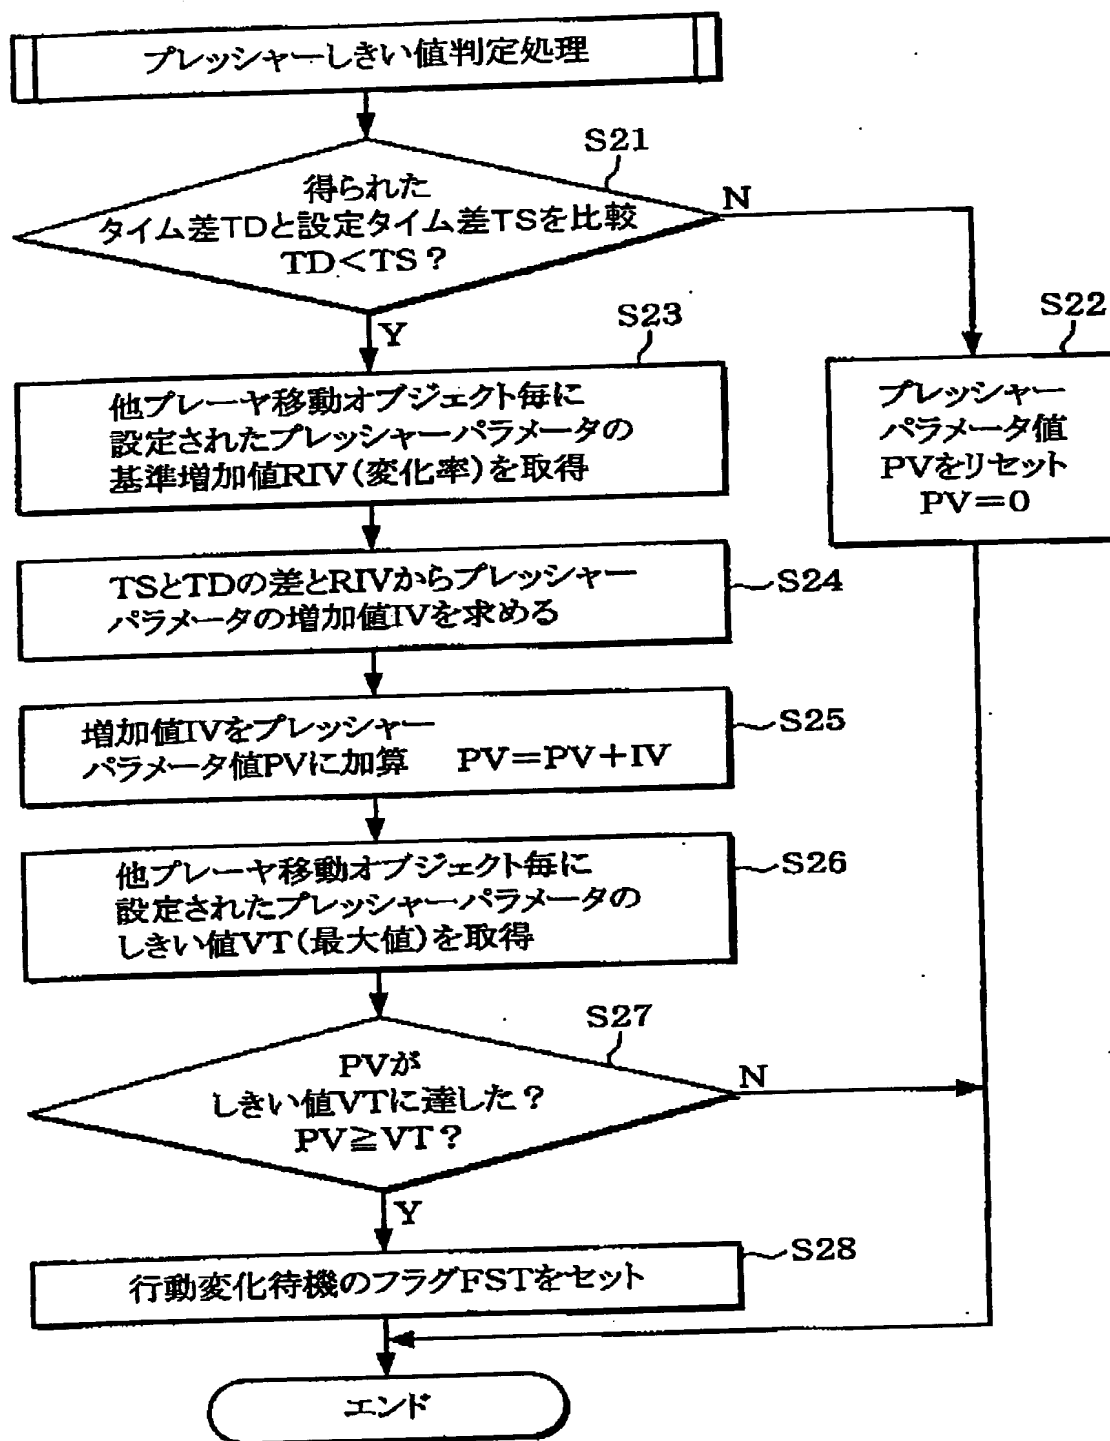 プレッシャーしきい値判定処理
S21
得られた
タイム差TDと設定タイム差TSを比較
TD<TS?
N
Y
S22
プレッシャー
パラメータ値
PVをリセット
PV=0
S23
他プレーヤ移動オブジェクト毎に
設定されたプレッシャーパラメータの
基準増加値RIV(変化率)を取得
TSとTDの差とRIVからプレッシャー
パラメータの増加値IVを求める
S24
増加値IVをプレッシャー
パラメータ値PVに加算 PV=PV+IV
S25
他プレーヤ移動オブジェクト毎に
設定されたプレッシャーパラメータの
しきい値VT(最大値)を取得
S26
S27
PVが
しきい値VTに達した?
PV≧VT?
N
Y
行動変化待機のフラグFSTをセット
S28
エンド